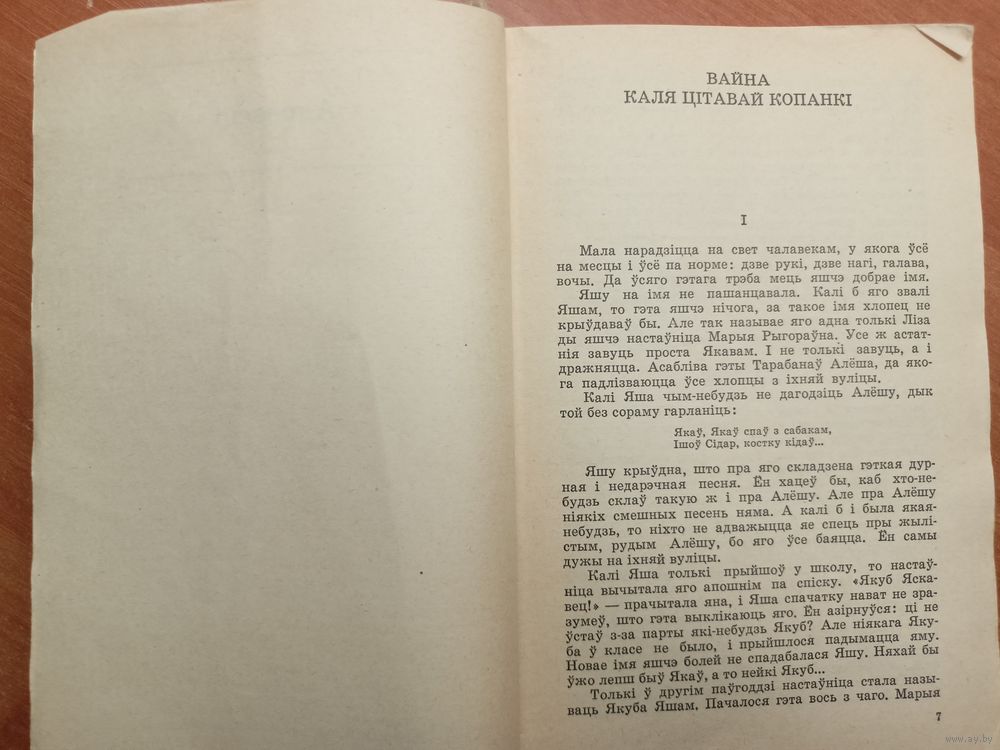 ВАЙНА
КАЛЯ ЦІТАВАЙ КОПАНКІ
I
Мала нарадзіцца на свет чалавекам, у якога ўсё
на месцы і ўсё па норме: дзве рукі, дзве нагі, галава,
вочы. Да ўсяго гэтага трэба мець яшчэ добрае імя.
Яшу на імя не пашанцавала. Калі б яго звалі
Яшам, то гэта яшчэ нічога, за такое імя хлопец не
крыўдаваў бы. Але так называе яго адна толькі Ліза
ды яшчэ настаўніца Марыя Рыгораўна. Усе ж астат-
нія завуць проста Якавам. І не толькі завуць, а і
дражняцца. Асабліва гэты Тарабанаў Алёша, да яко-
га падлізваюцца ўсе хлопцы з іхняй вуліцы.
Калі Яша чым-небудзь не дагодзіць Алёшу, дык
той без сораму гарланіць:
Якаў, Якаў спаў з сабакам,
Ішоў Сідар, костку кідаў...
Яшу крыўдна, што пра яго складзена гэткая дур-
ная і недарэчная песня. Ён хацеў бы, каб хто-не-
будзь склаў такую ж і пра Алёшу. Але пра Алёшу
ніякіх смешных песень няма. А калі б і была якая-
небудзь, то ніхто не адважыцца яе спець пры жылі-
стым, рудым Алёшу, бо яго ўсе баяцца. Ён самы
дужы на іхняй вуліцы.
Калі Яша толькі прыйшоў у школу, то настаў-
ніца вычытала яго апошнім па спіску. «Якуб Яска-
вец!» — прачытала яна, і Яша спачатку нават не зра-
зумеў, што гэта выклікаюць яго. Ён азірнуўся: ці не
ўстаў з-за парты які-небудзь Якуб? Але ніякага Яку-
ба ў класе не было, і прыйшлося падымацца яму.
Новае імя яшчэ болей не спадабалася Яшу. Няхай бы
ўжо лепш быў Якаў, а то нейкі Якуб...
Толькі ў другім паўгоддзі настаўніца стала назы-
ваць Якуба Яшам. Пачалося гэта вось з чаго. Марыя
7
www.ay.by